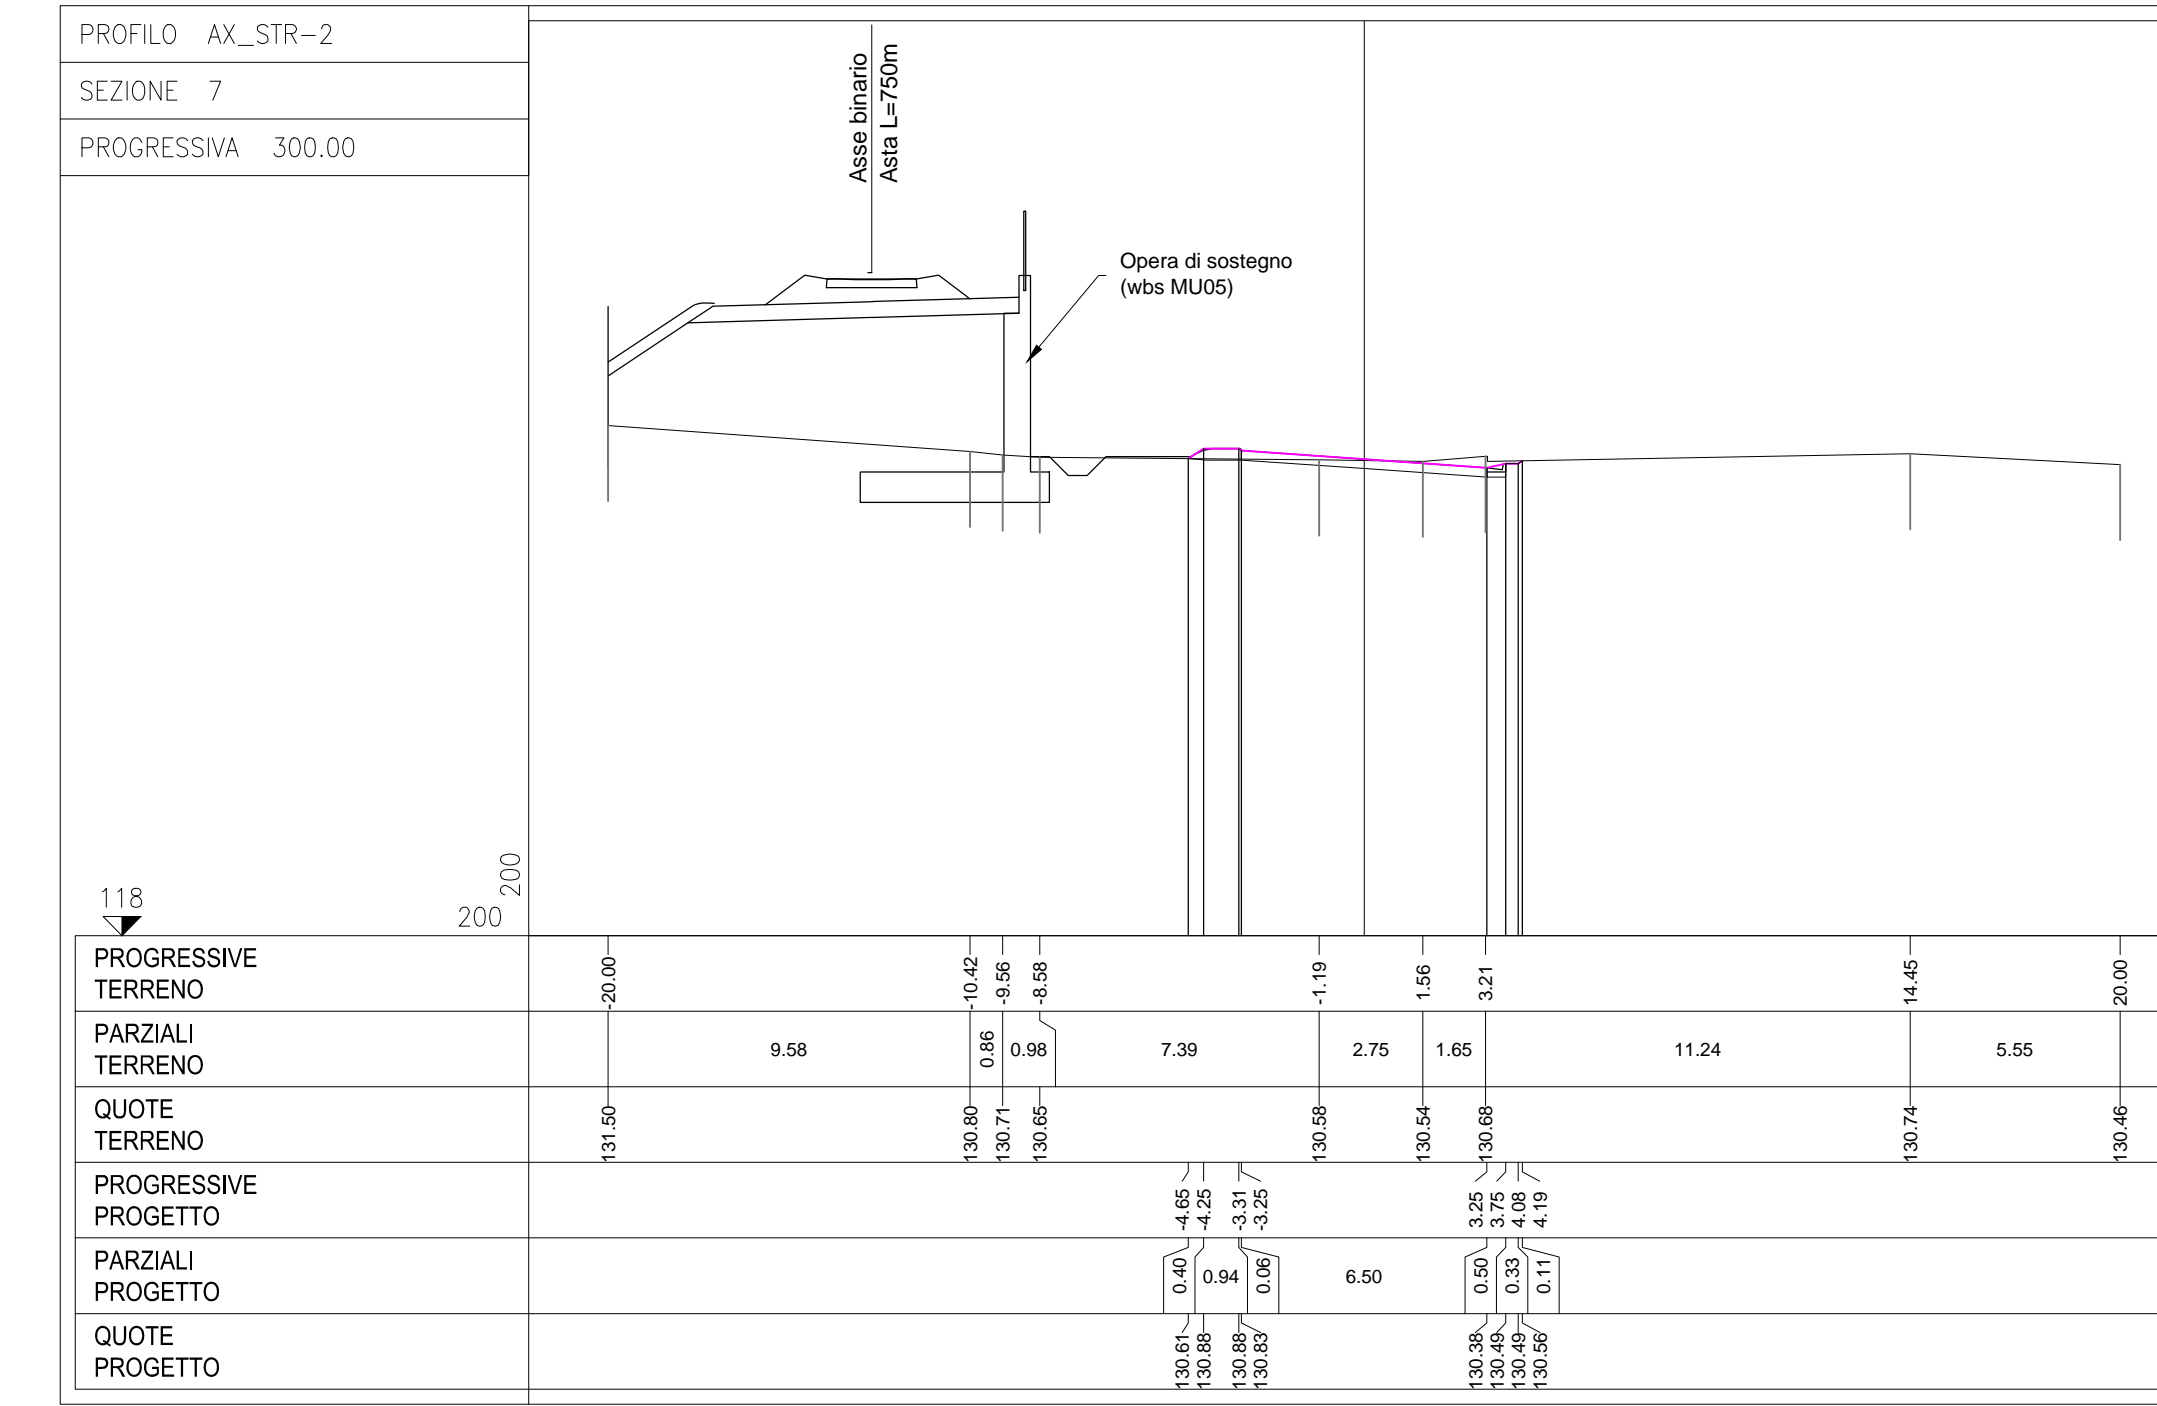 PROFILO AX_STR-2
SEZIONE 7
PROGRESSIVA 300.00
Asse binario
Asta L=750m
Opera di sostegno
(wbs MU05)
118
200
200
PROGRESSIVE
TERRENO
-20.00
-10.42
-9.56
-8.58
-1.19
1.56
3.21
14.45
20.00
PARZIALI
TERRENO
9.58
0.86
0.98
7.39
2.75
1.65
11.24
5.55
QUOTE
TERRENO
131.50
130.80
130.71
130.65
130.58
130.54
130.68
130.74
130.46
PROGRESSIVE
PROGETTO
-4.65
-4.25
-3.31
-3.25
3.25
3.75
4.08
4.19
PARZIALI
PROGETTO
0.40
0.94
0.06
6.50
0.50
0.33
0.11
QUOTE
PROGETTO
130.61
130.88
130.88
130.83
130.38
130.49
130.49
130.56